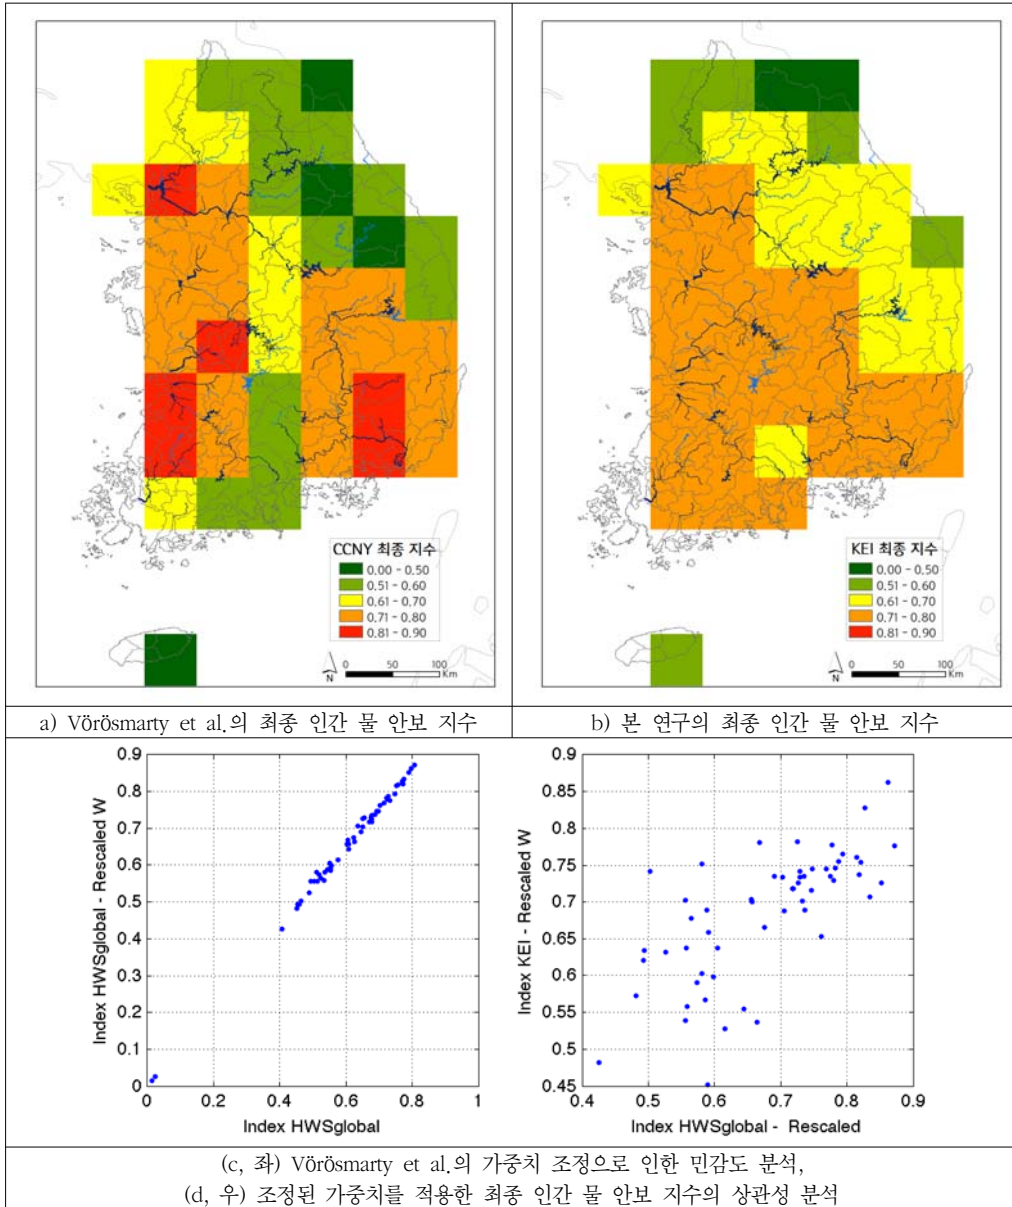 CCNY 최종 지수
0.00 - 0.50
0.51 - 0.60
0.61 - 0.70
0.71 - 0.80
0.81 - 0.90
N
0 50 100
Km
KEI 최종 지수
0.00 - 0.50
0.51 - 0.60
0.61 - 0.70
0.71 - 0.80
0.81 - 0.90
N
0 50 100
Km
a) Vörösmarty et al.의 최종 인간 물 안보 지수
b) 본 연구의 최종 인간 물 안보 지수
Index HWSglobal - Rescaled W
0.9
0.8
0.7
0.6
0.5
0.4
0.3
0.2
0.1
0
0 0.2 0.4 0.6 0.8 1
Index HWSglobal
Index KEI - Rescaled W
0.9
0.85
0.8
0.75
0.7
0.65
0.6
0.55
0.5
0.45
0.4 0.5 0.6 0.7 0.8 0.9
Index HWSglobal - Rescaled
(c, 좌) Vörösmarty et al.의 가중치 조정으로 인한 민감도 분석,
(d, 우) 조정된 가중치를 적용한 최종 인간 물 안보 지수의 상관성 분석